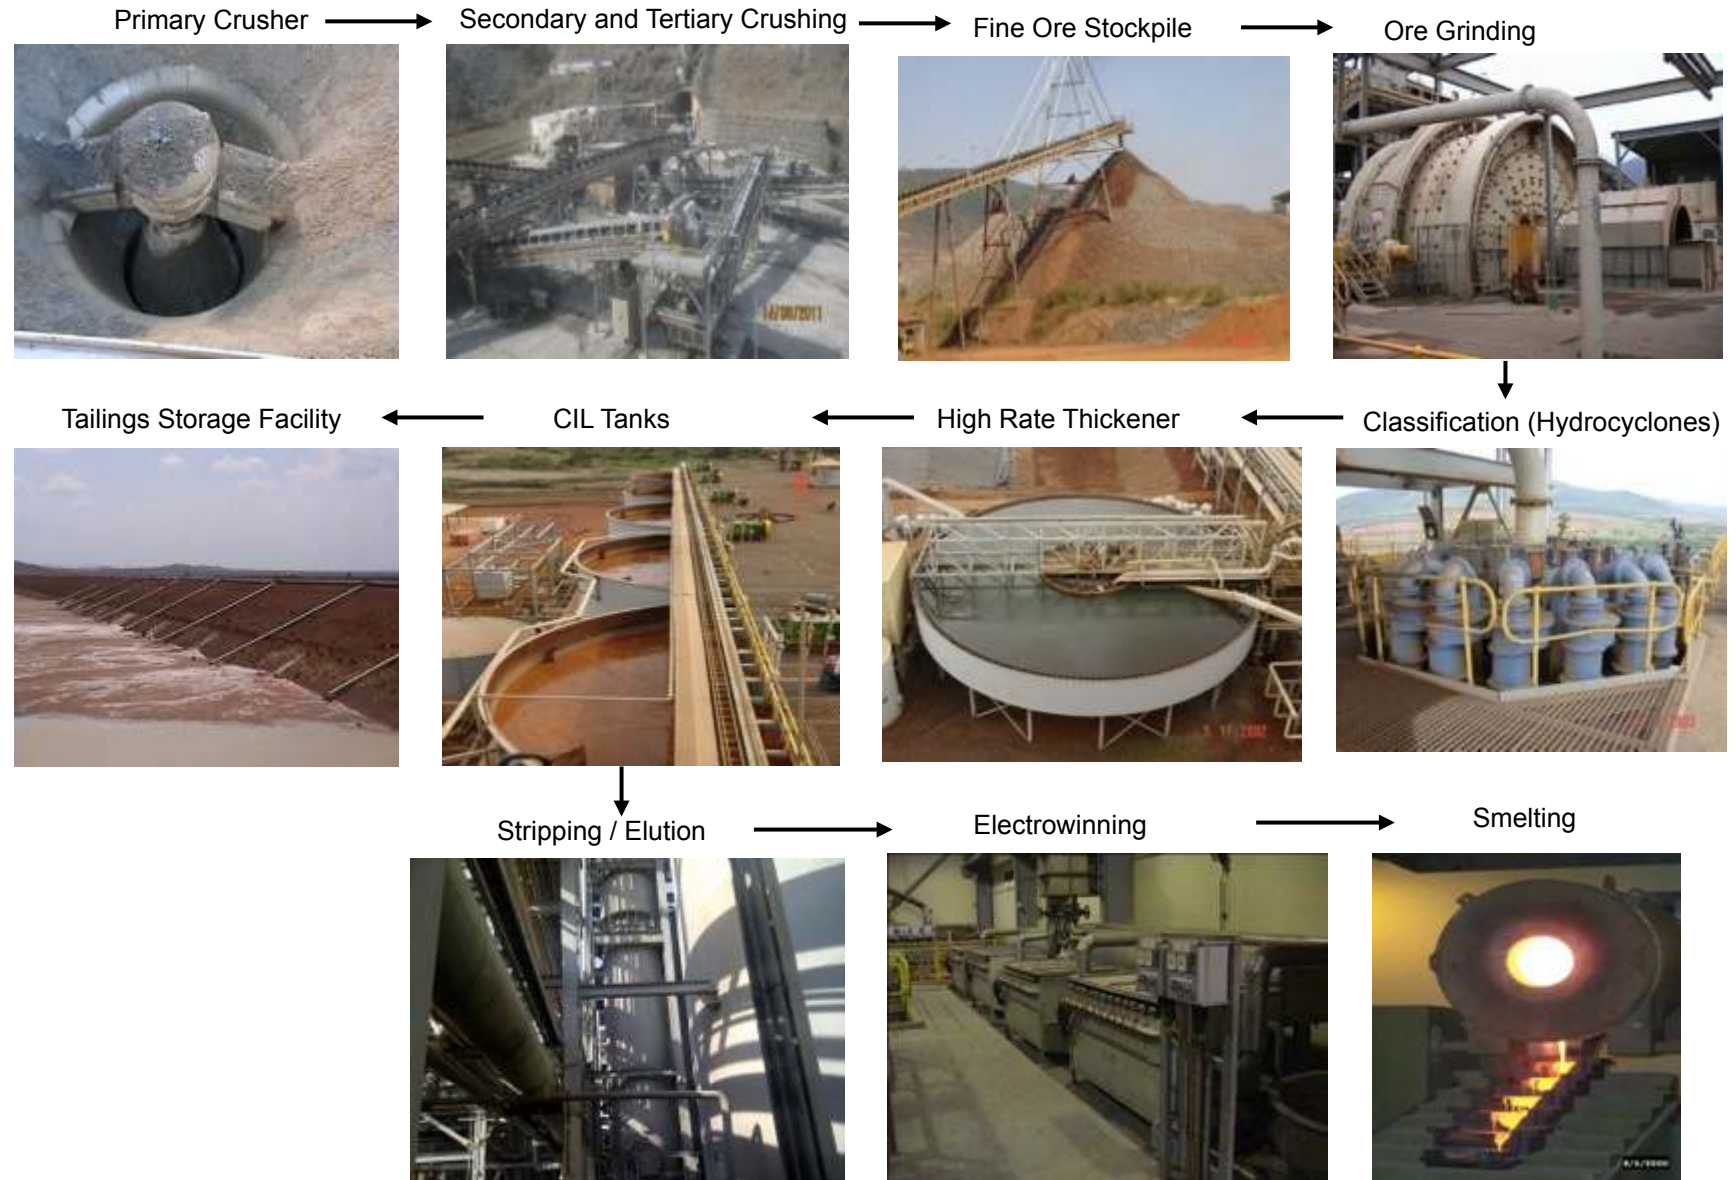 Primary Crusher
Secondary and Tertiary Crushing
Fine Ore Stockpile
Ore Grinding
14/06/2011
Tailings Storage Facility
CIL Tanks
High Rate Thickener
Classification (Hydrocyclones)
Stripping / Elution
Electrowinning
Smelting